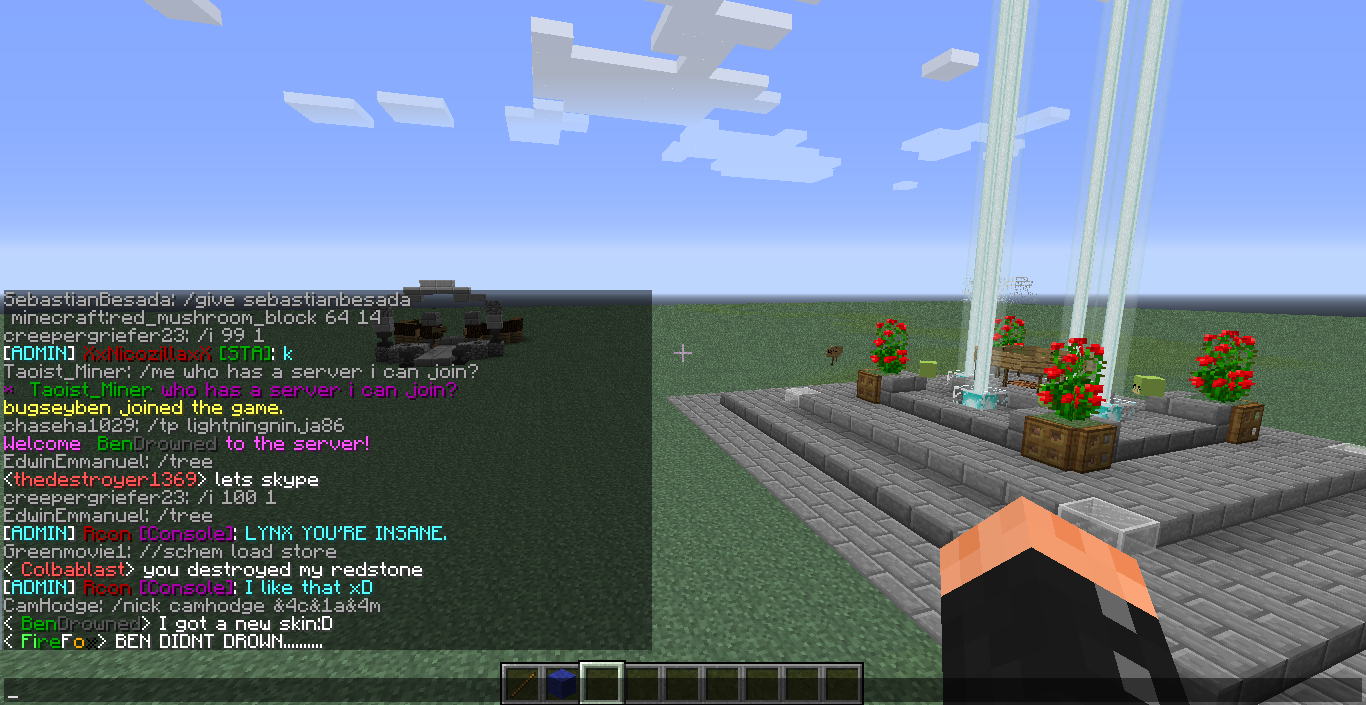 SebastianBesada: /give sebastianbesada
minecraft:red_mushroom_block 64 14
creepergriefer23: /i 99 1
[ADMIN] XxNicozillaxX [STA]: k
Taoist_Miner: /me who has a server i can join?
* Taoist_Miner who has a server i can join?
bugseyben joined the game.
chaseha1029: /tp lightningninja86
Welcome BenDrowned to the server!
EdwinEmmanuel: /tree
<thedestroyer1369> lets skype
creepergriefer23: /i 100 1
EdwinEmmanuel: /tree
[ADMIN] Rcon [Console]: LYNX YOU'RE INSANE.
Greenmovie1: //schem load store
< Colbablast> you destroyed my redstone
[ADMIN] Rcon [Console]: I like that xD
CamHodge: /nick camhodge &4c&1a&4m
< BenDrowned> I got a new skin:D
< FireFox> BEN DIDNT DROWN.........
_